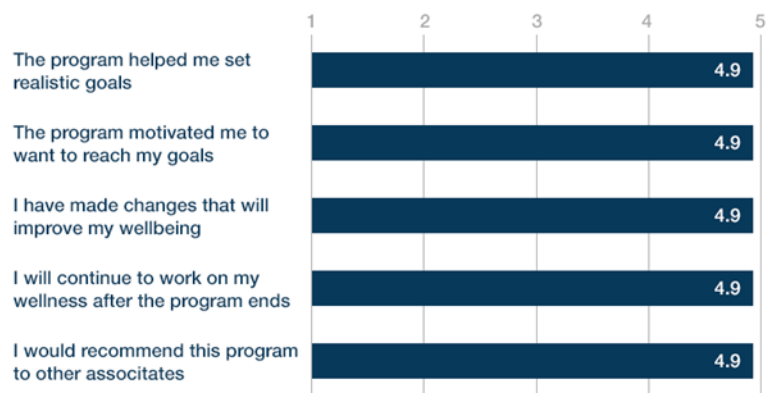 1 2 3 4 5
The program helped me set
realistic goals
4.9
The program motivated me to
want to reach my goals
4.9
I have made changes that will
improve my wellbeing
4.9
I will continue to work on my
wellness after the program ends
4.9
I would recommend this program
to other associtates
4.9